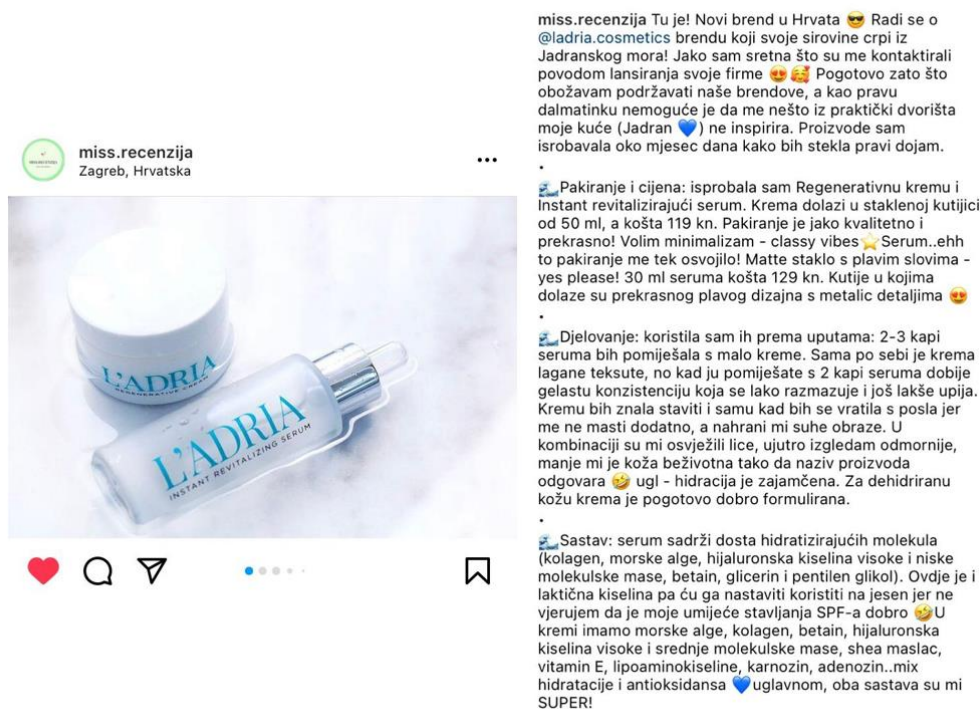 miss.recenzija
Zagreb, Hrvatska
L'ADRIA
REGENERATIVE CREAM
L'ADRIA
INSTANT REVITALIZING SERUM
miss.recenzija Tu je! Novi brend u Hrvata 😎 Radi se o
@ladria.cosmetics brendu koji svoje sirovine crpi iz
Jadranskog mora! Jako sam sretna što su me kontaktirali
povodom lansiranja svoje firme 😍🥰 Pogotovo zato što
obožavam podržavati naše brendove, a kao pravu
dalmatinku nemoguće je da me nešto iz praktički dvorišta
moje kuće (Jadran 💙) ne inspirira. Proizvode sam
isrobavala oko mjesec dana kako bih stekla pravi dojam.
•
🌊Pakiranje i cijena: isprobala sam Regenerativnu kremu i
Instant revitalizirajući serum. Krema dolazi u staklenoj kutijici
od 50 ml, a košta 119 kn. Pakiranje je jako kvalitetno i
prekrasno! Volim minimalizam - classy vibes⭐Serum..ehh
to pakiranje me tek osvojilo! Matte staklo s plavim slovima -
yes please! 30 ml seruma košta 129 kn. Kutije u kojima
dolaze su prekrasnog plavog dizajna s metalic detaljima 😍
•
🌊Djelovanje: koristila sam ih prema uputama: 2-3 kapi
seruma bih pomiješala s malo kreme. Sama po sebi je krema
lagane teksute, no kad ju pomiješate s 2 kapi seruma dobije
gelastu konzistenciju koja se lako razmazuje i još lakše upija.
Kremu bih znala staviti i samu kad bih se vratila s posla jer
me ne masti dodatno, a nahrani mi suhe obraze. U
kombinaciji su mi osvježili lice, ujutro izgledam odmornije,
manje mi je koža beživotna tako da naziv proizvoda
odgovara 🤣 ugl - hidracija je zajamčena. Za dehidriranu
kožu krema je pogotovo dobro formulirana.
•
🌊Sastav: serum sadrži dosta hidratizirajućih molekula
(kolagen, morske alge, hijaluronska kiselina visoke i niske
molekulske mase, betain, glicerin i pentilen glikol). Ovdje je i
laktična kiselina pa ću ga nastaviti koristiti na jesen jer ne
vjerujem da je moje umijeće stavljanja SPF-a dobro 🤣U
kremi imamo morske alge, kolagen, betain, hijaluronska
kiselina visoke i srednje molekulske mase, shea maslac,
vitamin E, lipoaminokiseline, karnozin, adenozin..mix
hidratacije i antioksidansa 💙uglavnom, oba sastava su mi
SUPER!